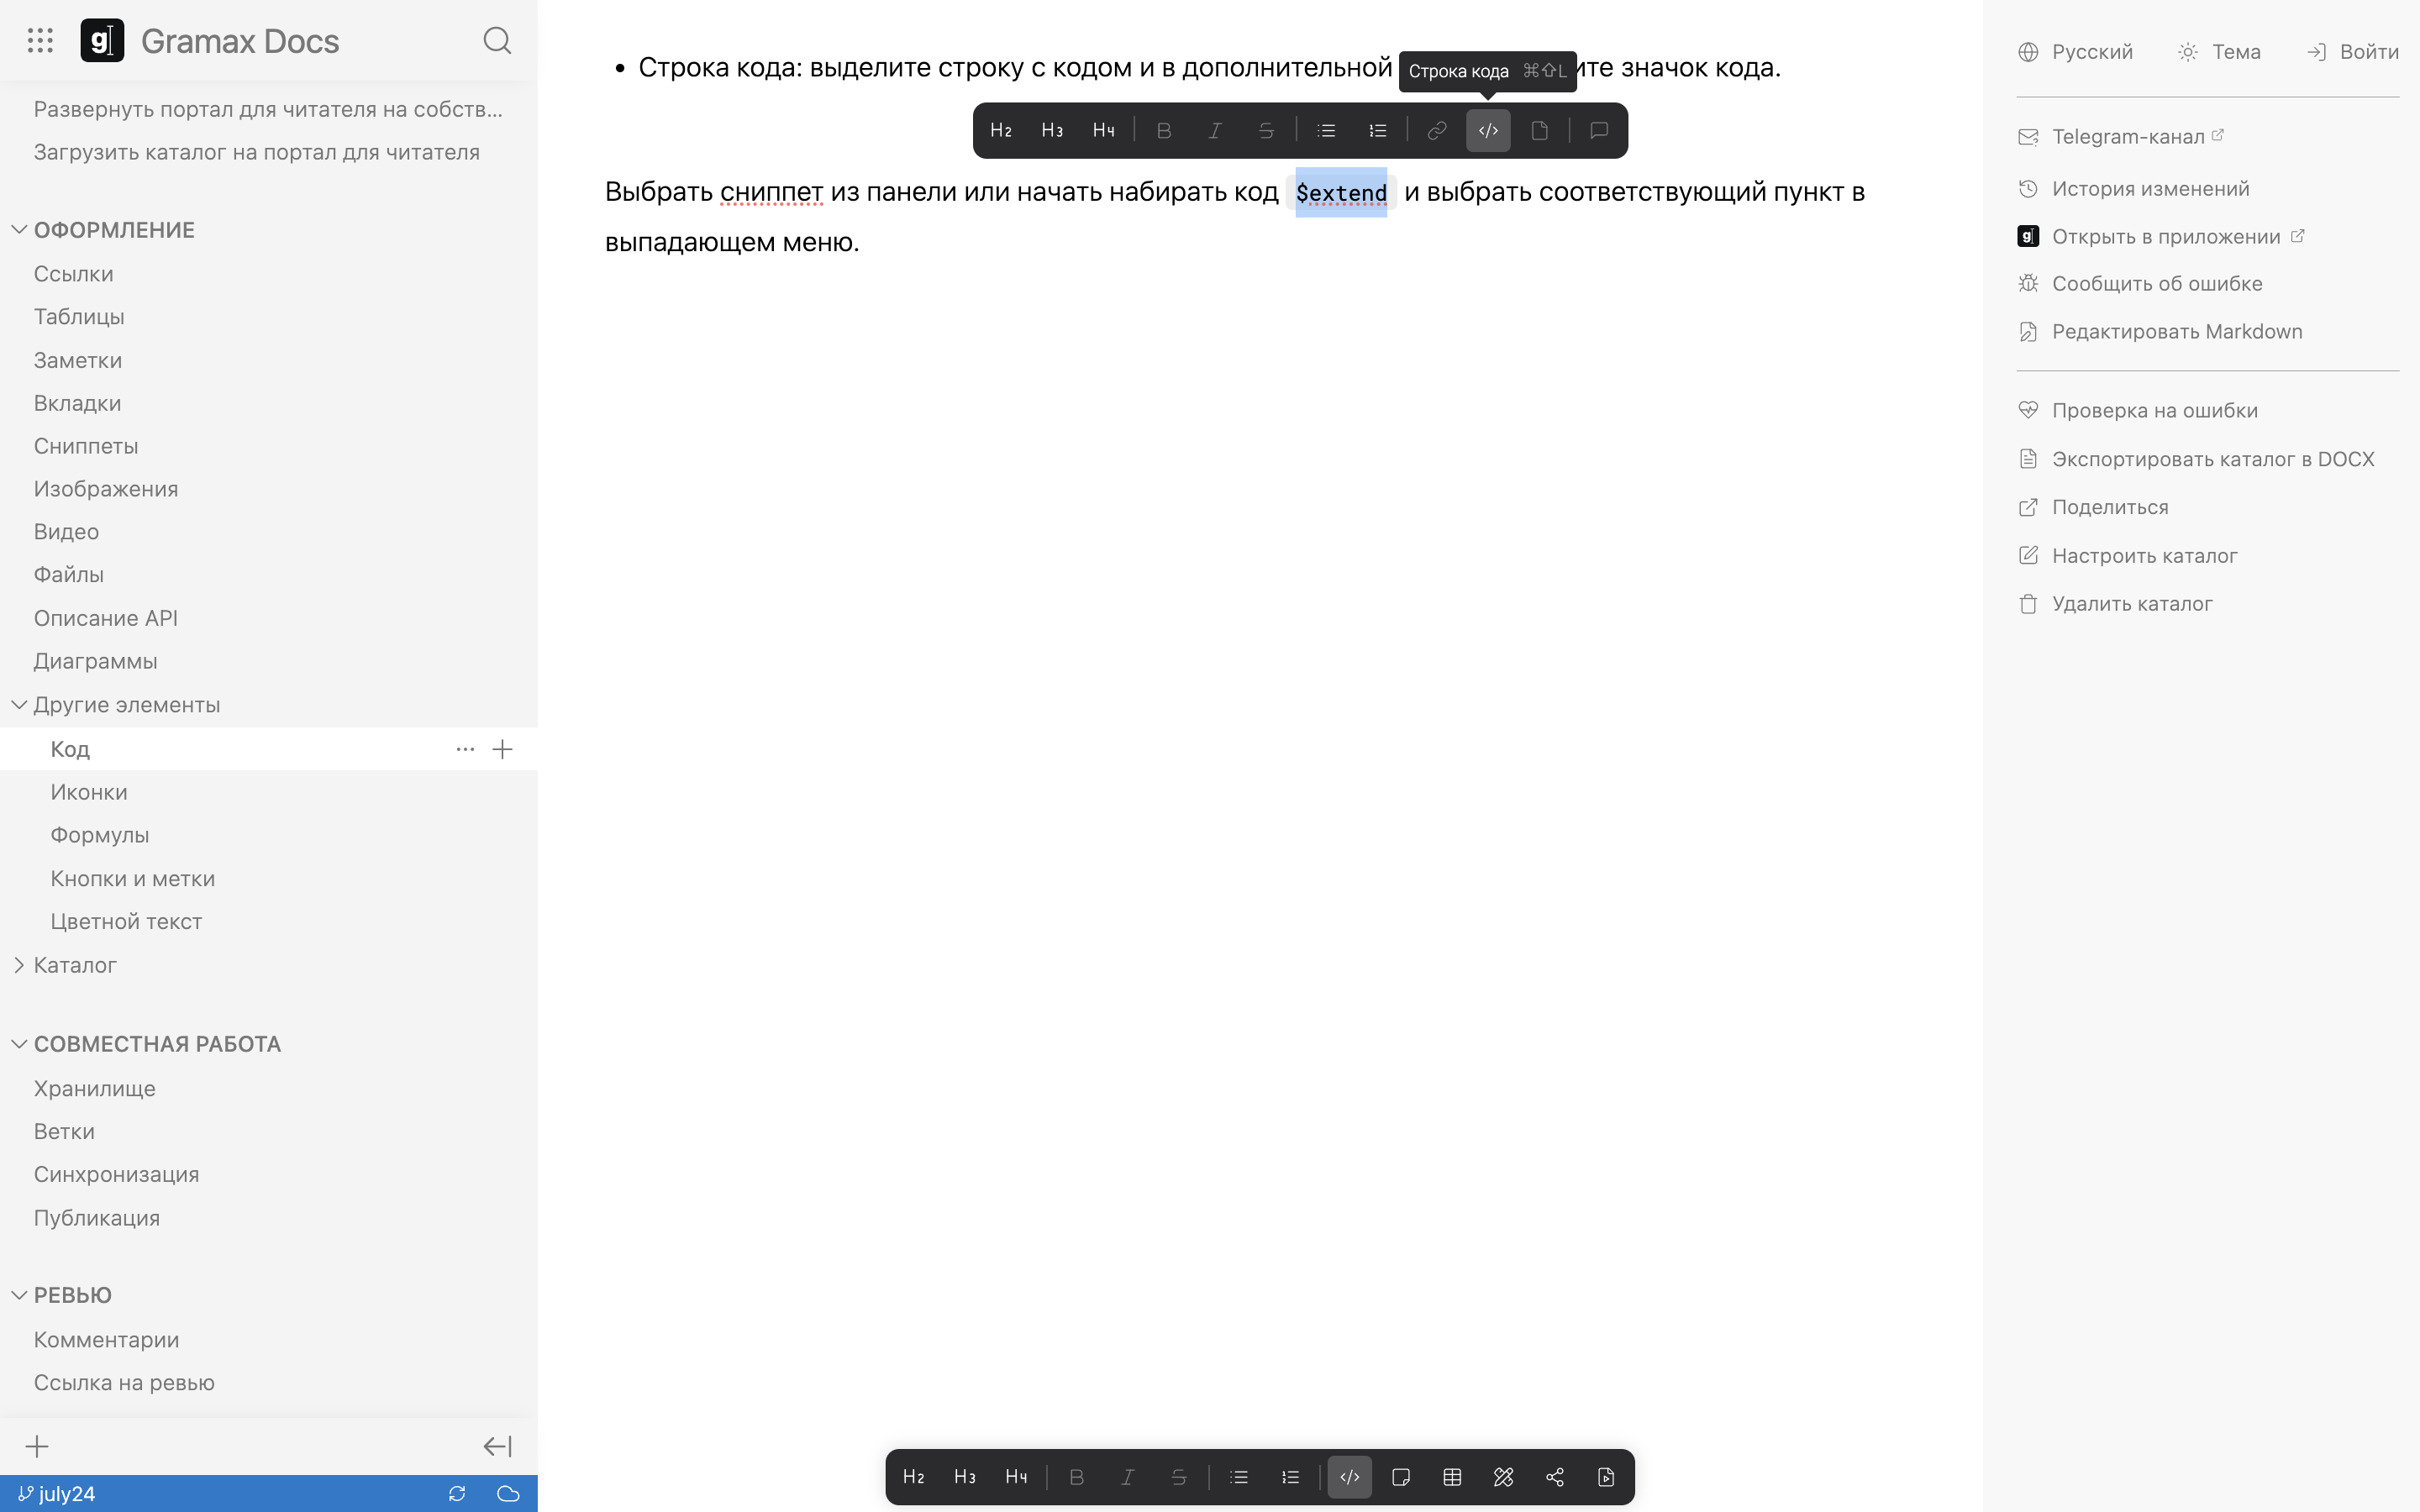 g Gramax Docs
Развернуть портал для читателя на собств...
Загрузить каталог на портал для читателя
ОФОРМЛЕНИЕ
Ссылки
Таблицы
Заметки
Вкладки
Сниппеты
Изображения
Видео
Файлы
Описание API
Диаграммы
Другие элементы
Код
Иконки
Формулы
Кнопки и метки
Цветной текст
Каталог
СОВМЕСТНАЯ РАБОТА
Хранилище
Ветки
Синхронизация
Публикация
РЕВЬЮ
Комментарии
Ссылка на ревью
july24
Строка кода: выделите строку с кодом и в дополнительной ите значок кода.
Строка кода ⌘⇧L
H2 H3 H4 B I S
Выбрать сниппет из панели или начать набирать код $extend и выбрать соответствующий пункт в
выпадающем меню.
H2 H3 H4 B I S
Русский Тема Войти
Telegram-канал
История изменений
g Открыть в приложении
Сообщить об ошибке
Редактировать Markdown
Проверка на ошибки
Экспортировать каталог в DOCX
Поделиться
Настроить каталог
Удалить каталог